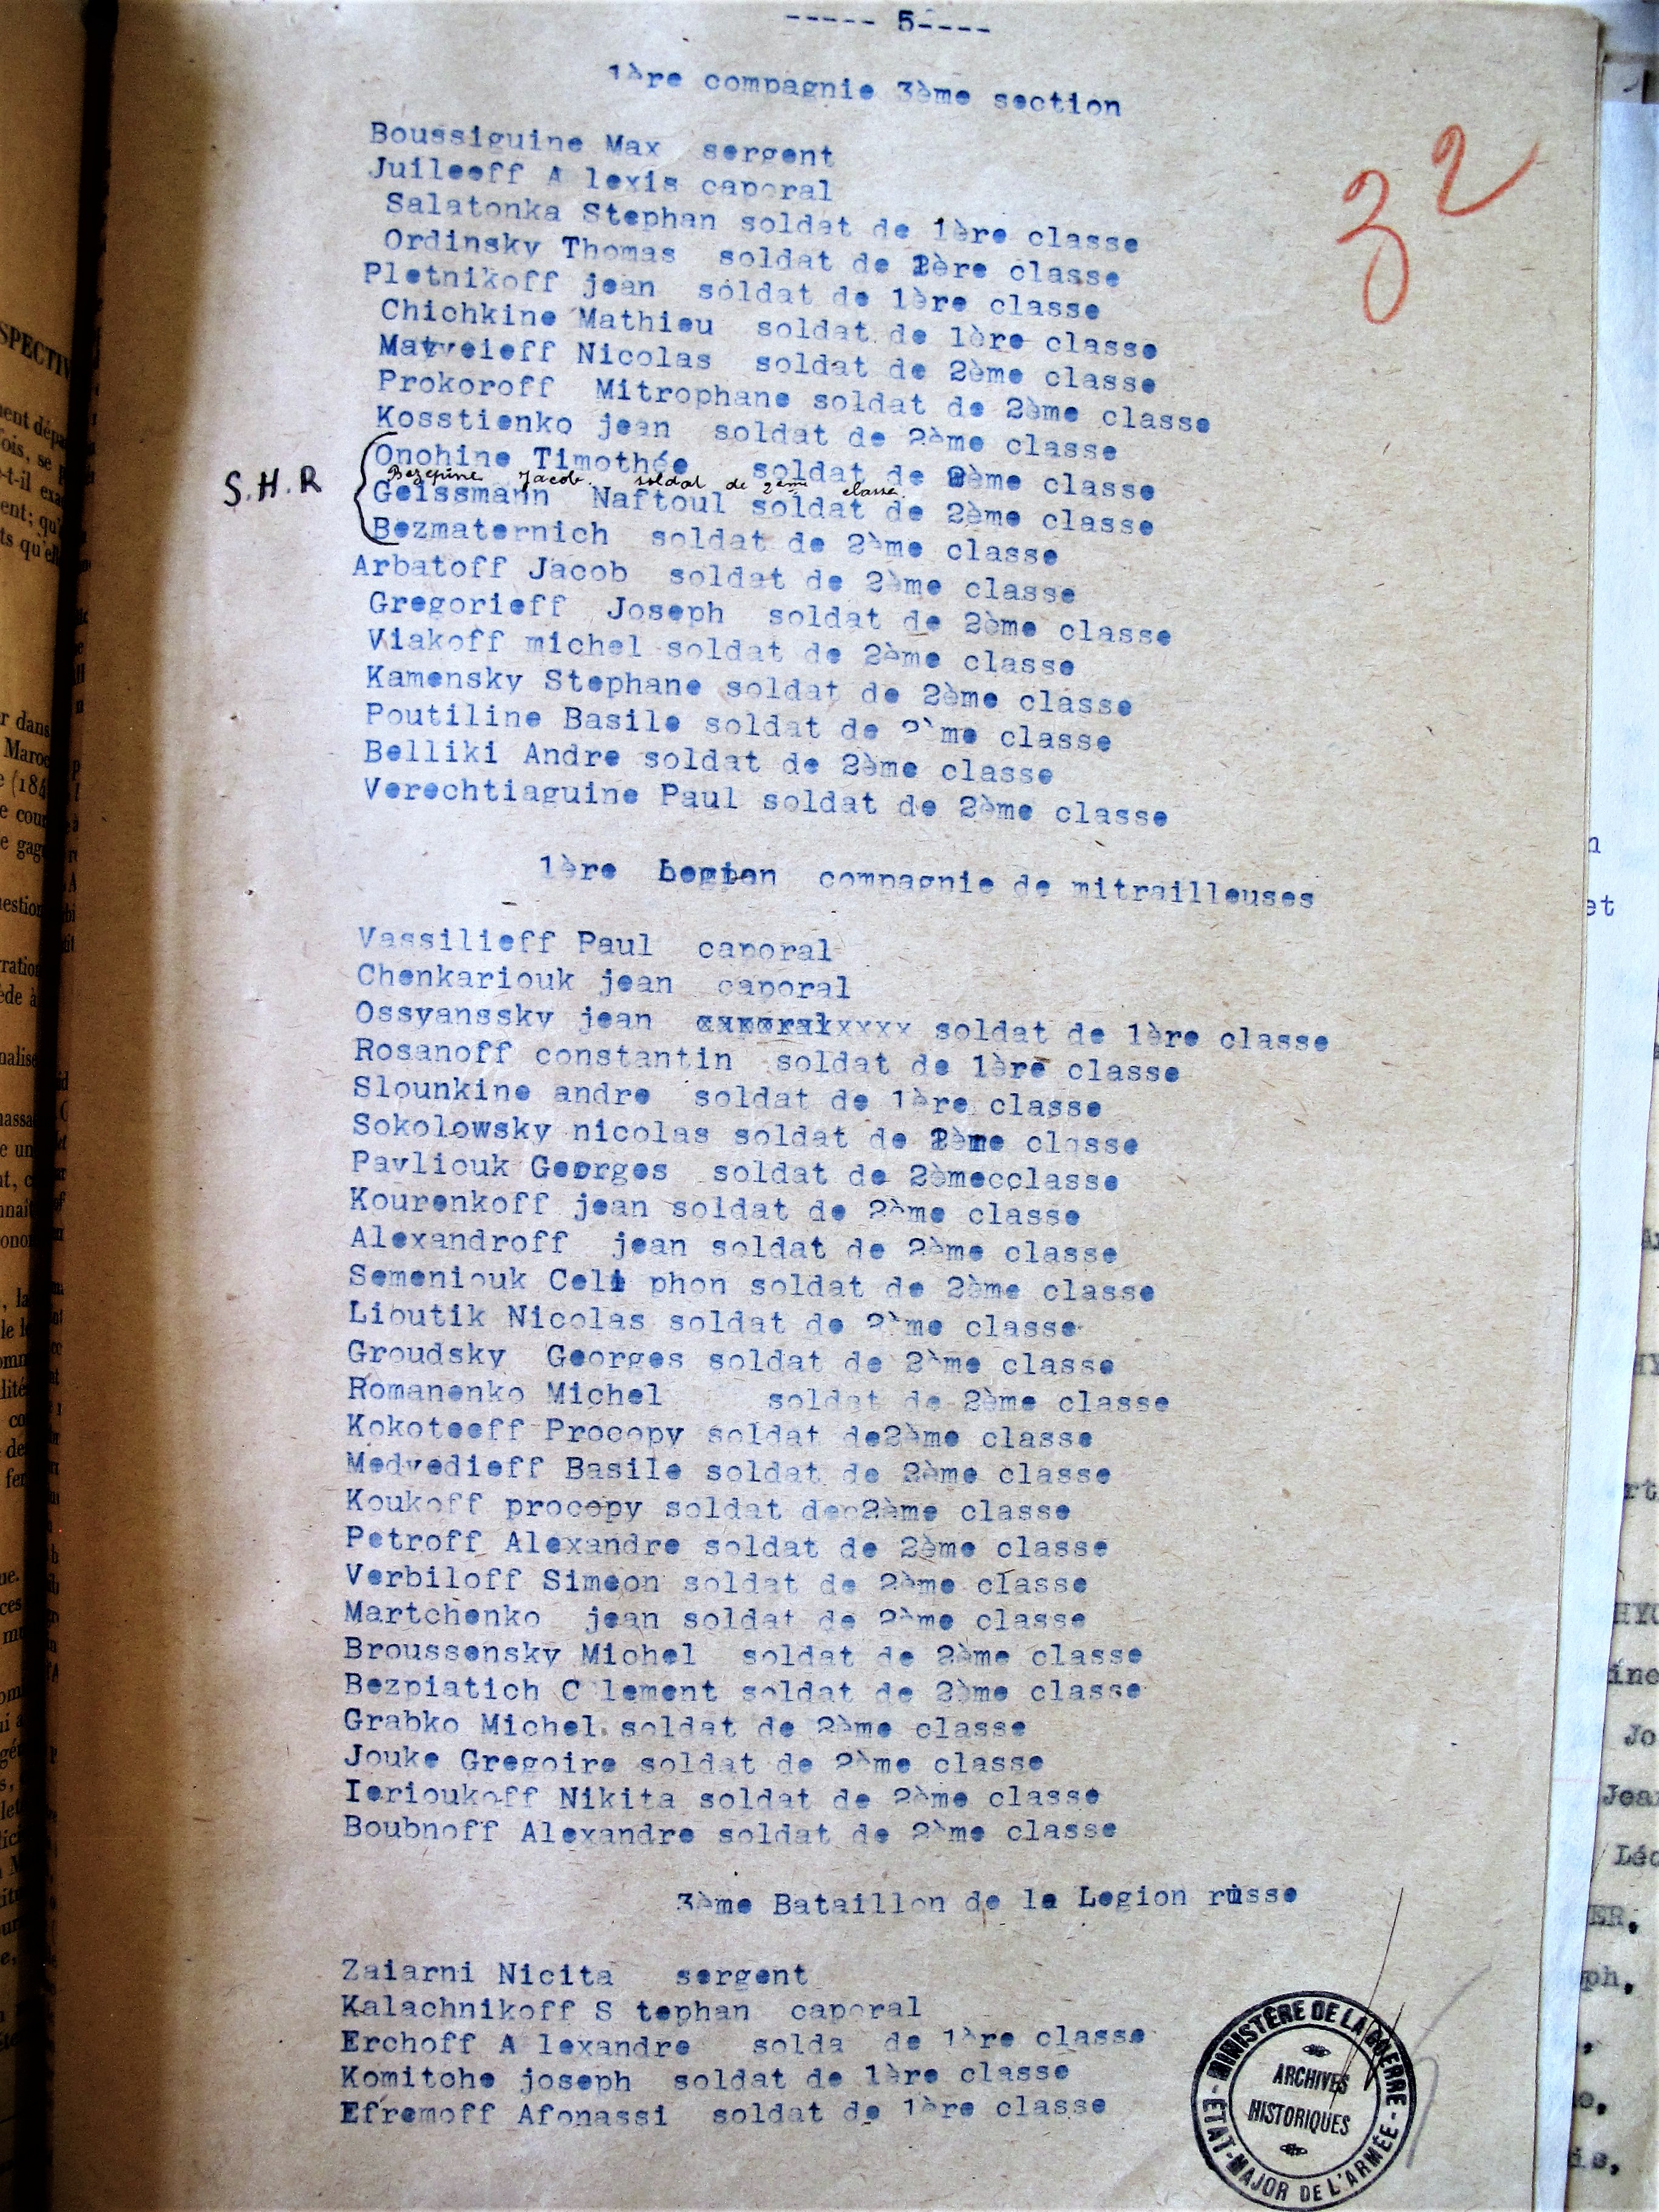 ----- 5----
32
1ère compagnie 3ème section
Boussiguine Max sergent
Juileeff A lexis caporal
Salatonka Stephan soldat de 1ère classe
Ordinsky Thomas soldat de 1ère classe
Pletnikoff jean soldat de 1ère classe
Chichkine Mathieu soldat de 1ère classe
Matveieff Nicolas soldat de 2ème classe
Prokoroff Mitrophane soldat de 2ème classe
Kosstienko jean soldat de 2ème classe
Onohine Timothée soldat de 2ème classe
Bezepine Jacob. soldat de 2ème classe.
S.H.R
Geissmann Naftoul soldat de 2ème classe
Bezmaternich soldat de 2ème classe
Arbatoff Jacob soldat de 2ème classe
Gregorieff Joseph soldat de 2ème classe
Viakoff michel soldat de 2ème classe
Kamensky Stephane soldat de 2ème classe
Poutiline Basile soldat de 2ème classe
Belliki Andre soldat de 2ème classe
Verechtiaguine Paul soldat de 2ème classe
1ère Legion compagnie de mitrailleuses
Vassilieff Paul caporal
Chenkariouk jean caporal
Ossyanssky jean soldat de 1ère classe
Rosanoff constantin soldat de 1ère classe
Slounkine andre soldat de 1ère classe
Sokolowsky nicolas soldat de 2ème classe
Pavliouk Georges soldat de 2èmecclasse
Kourenkoff jean soldat de 2ème classe
Alexandroff jean soldat de 2ème classe
Semeniouk Celi phon soldat de 2ème classe
Lioutik Nicolas soldat de 2ème classe
Groudsky Georges soldat de 2ème classe
Romanenko Michel soldat de 2ème classe
Kokoteeff Procopy soldat de2ème classe
Medvedieff Basile soldat de 2ème classe
Koukoff procopy soldat dec2ème classe
Petroff Alexandre soldat de 2ème classe
Verbiloff Simeon soldat de 2ème classe
Martchenko jean soldat de 2ème classe
Broussensky Michel soldat de 2ème classe
Bezpiatich C lement soldat de 2ème classe
Grabko Michel soldat de 2ème classe
Jouke Gregoire soldat de 2ème classe
Ierioukoff Nikita soldat de 2ème classe
Boubnoff Alexandre soldat de 2ème classe
3ème Bataillon de la Legion russe
Zaiarni Nicita sergent
Kalachnikoff S tephan caporal
Erchoff A lexandre solda de 1ère classe
Komitche joseph soldat de 1ère classe
Efremoff Afonassi soldat de 1ère classe
MINISTÈRE DE LA GUERRE
ARCHIVES
HISTORIQUES
ÉTAT-MAJOR DE L'ARMÉE